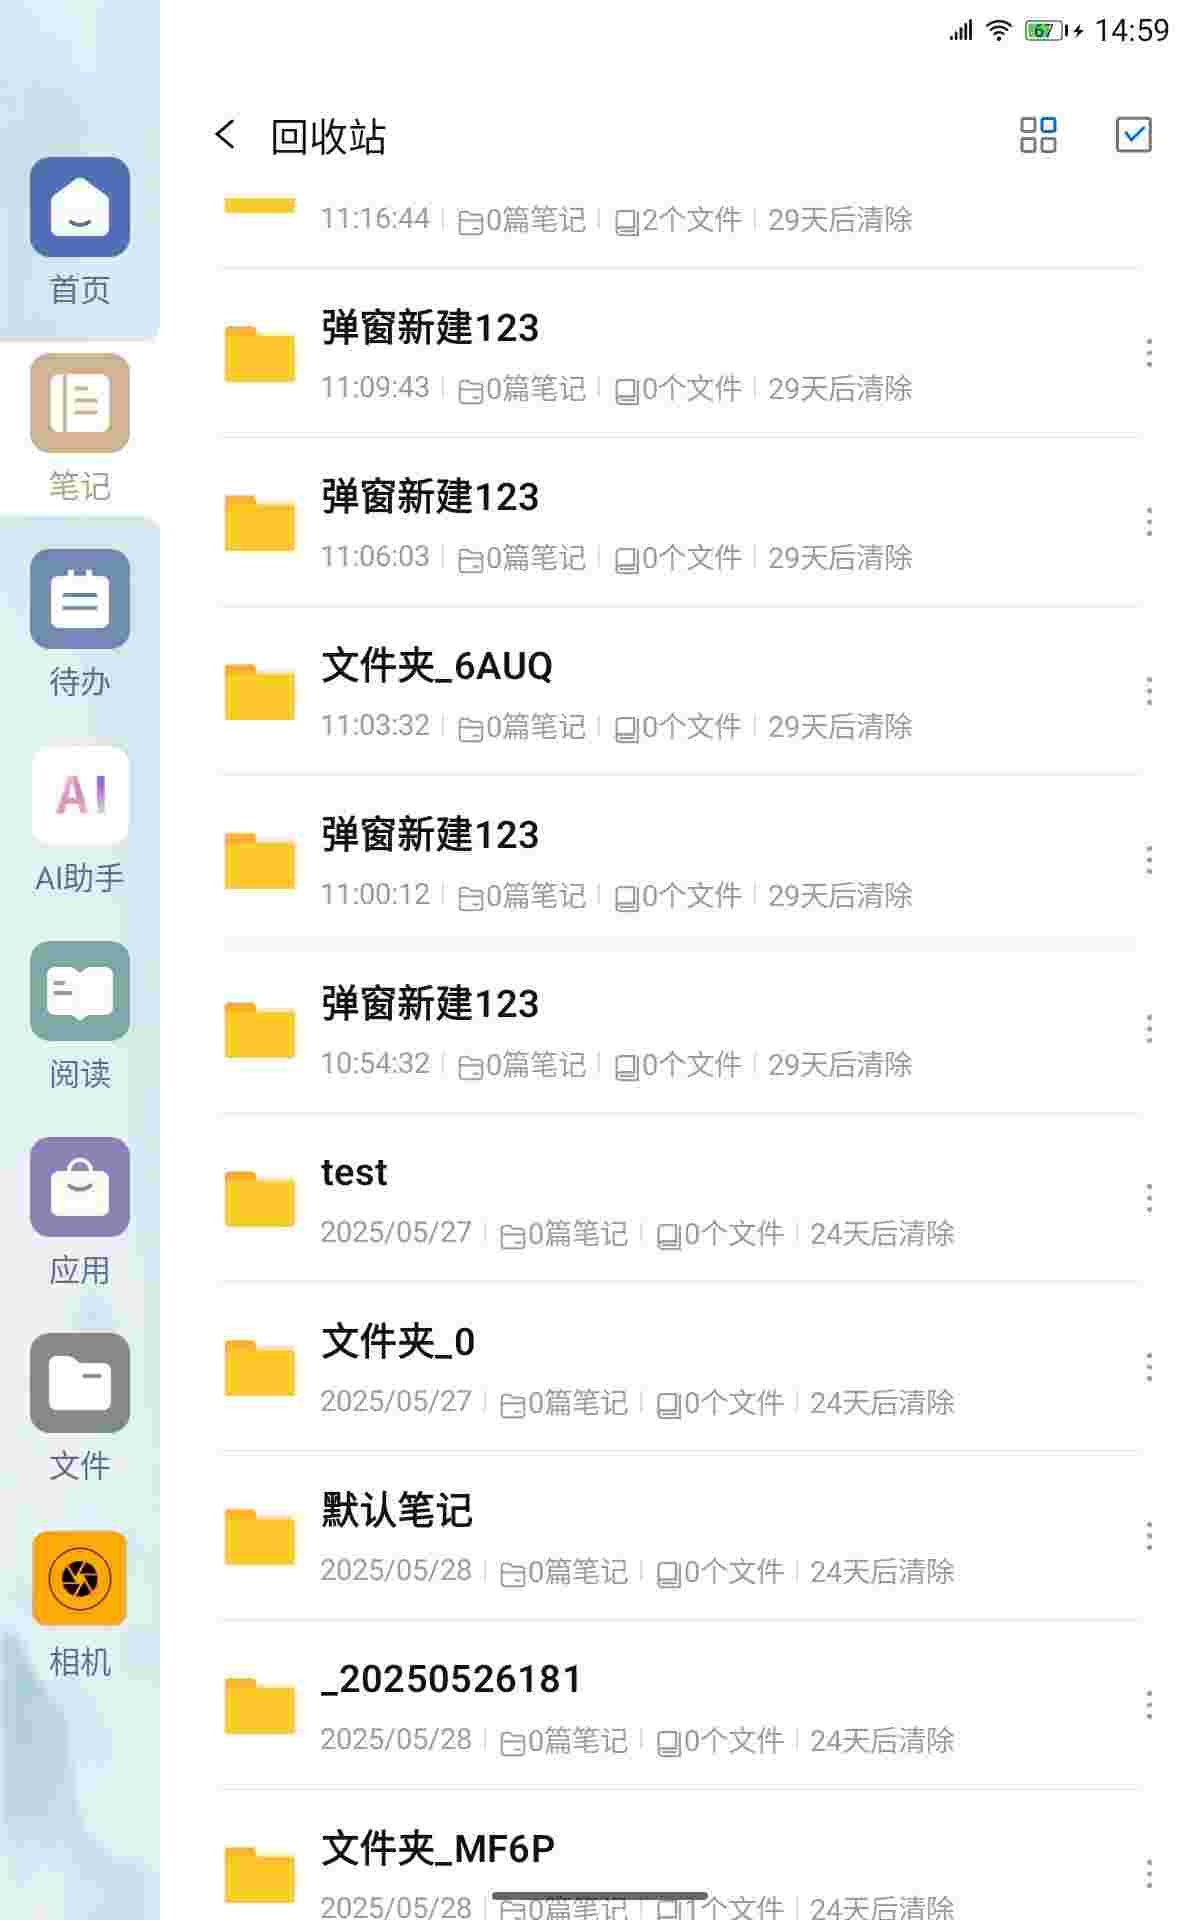 67 14:59
回收站
11:16:44 0篇笔记 2个文件 29天后清除
弹窗新建123
11:09:43 0篇笔记 0个文件 29天后清除
弹窗新建123
11:06:03 0篇笔记 0个文件 29天后清除
文件夹_6AUQ
11:03:32 0篇笔记 0个文件 29天后清除
弹窗新建123
11:00:12 0篇笔记 0个文件 29天后清除
弹窗新建123
10:54:32 0篇笔记 0个文件 29天后清除
test
2025/05/27 0篇笔记 0个文件 24天后清除
文件夹_0
2025/05/27 0篇笔记 0个文件 24天后清除
默认笔记
2025/05/28 0篇笔记 0个文件 24天后清除
_20250526181
2025/05/28 0篇笔记 0个文件 24天后清除
文件夹_MF6P
2025/05/28 0篇笔记 1个文件 24天后清除
首页
笔记
待办
AI
AI助手
阅读
应用
文件
相机